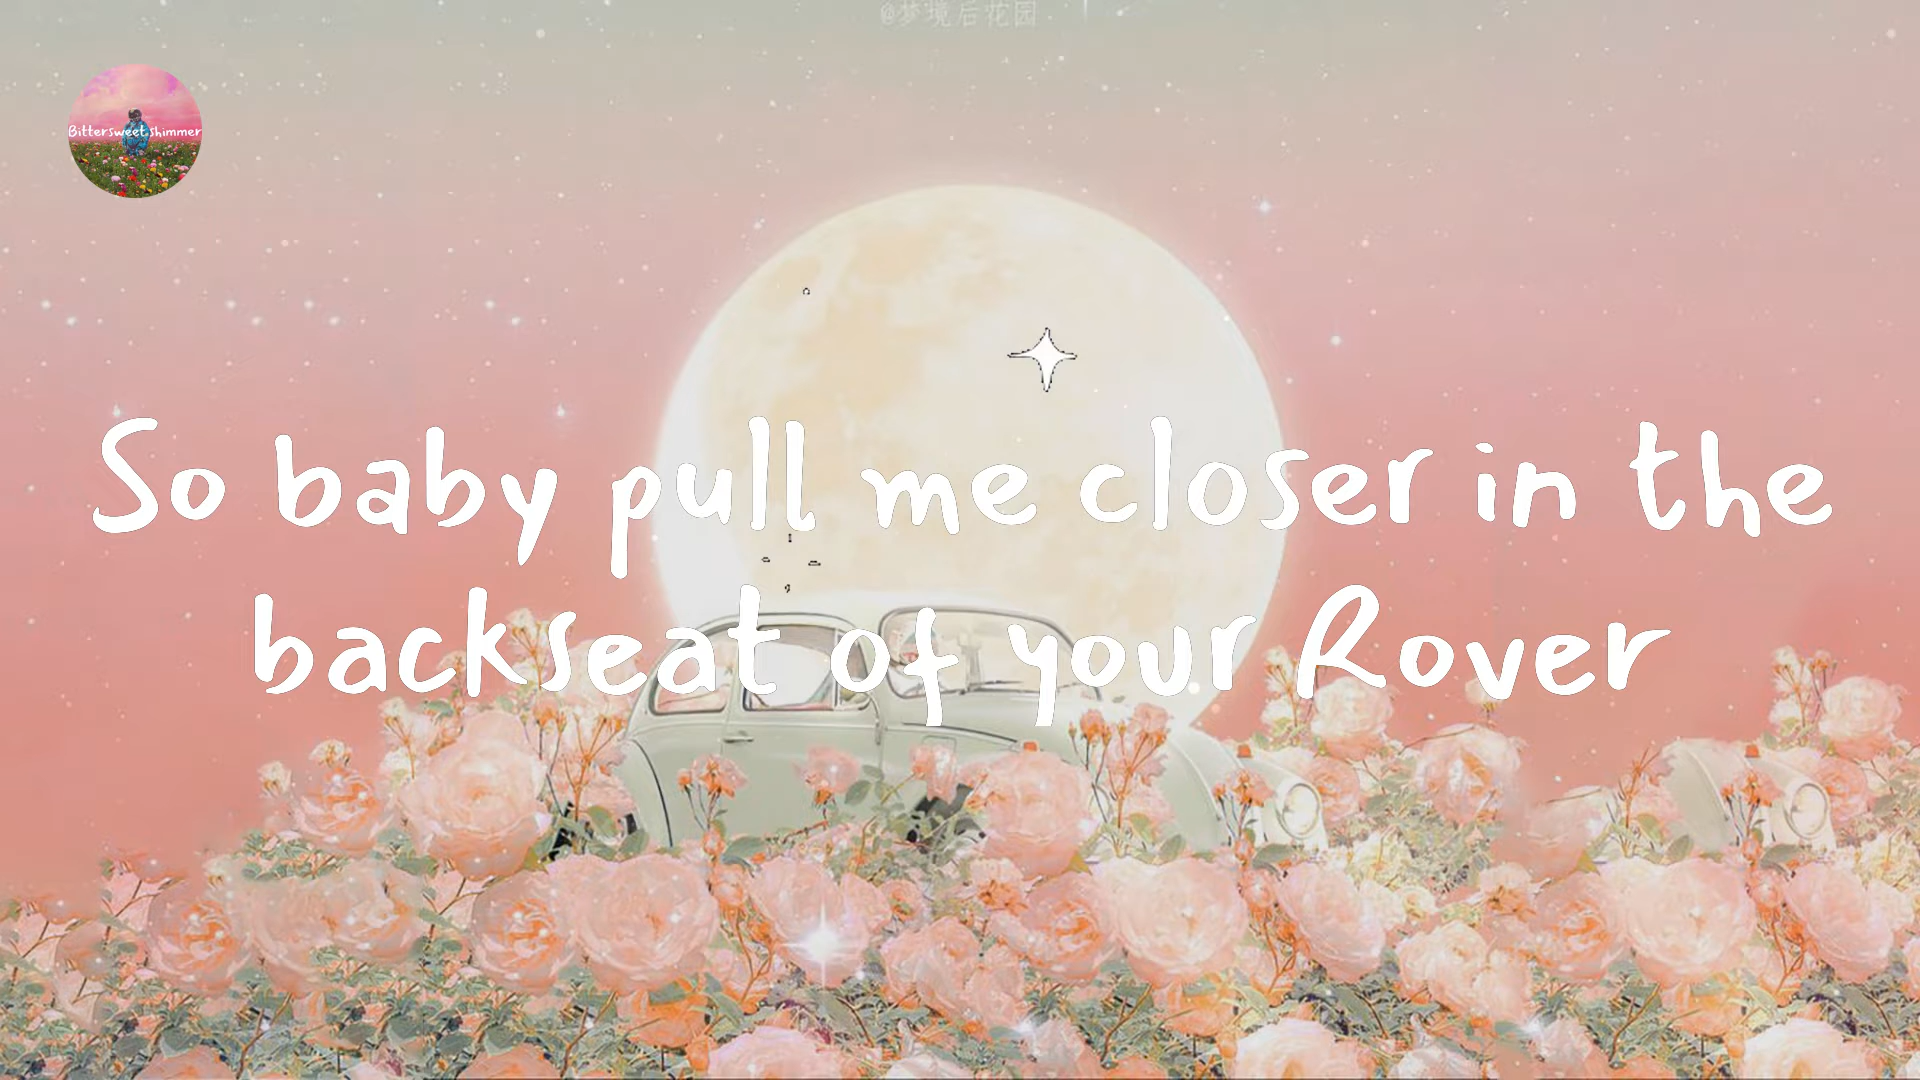 @梦境后花园
Bittersweet shimmer
So baby pull me closer in the
backseat of your Rover